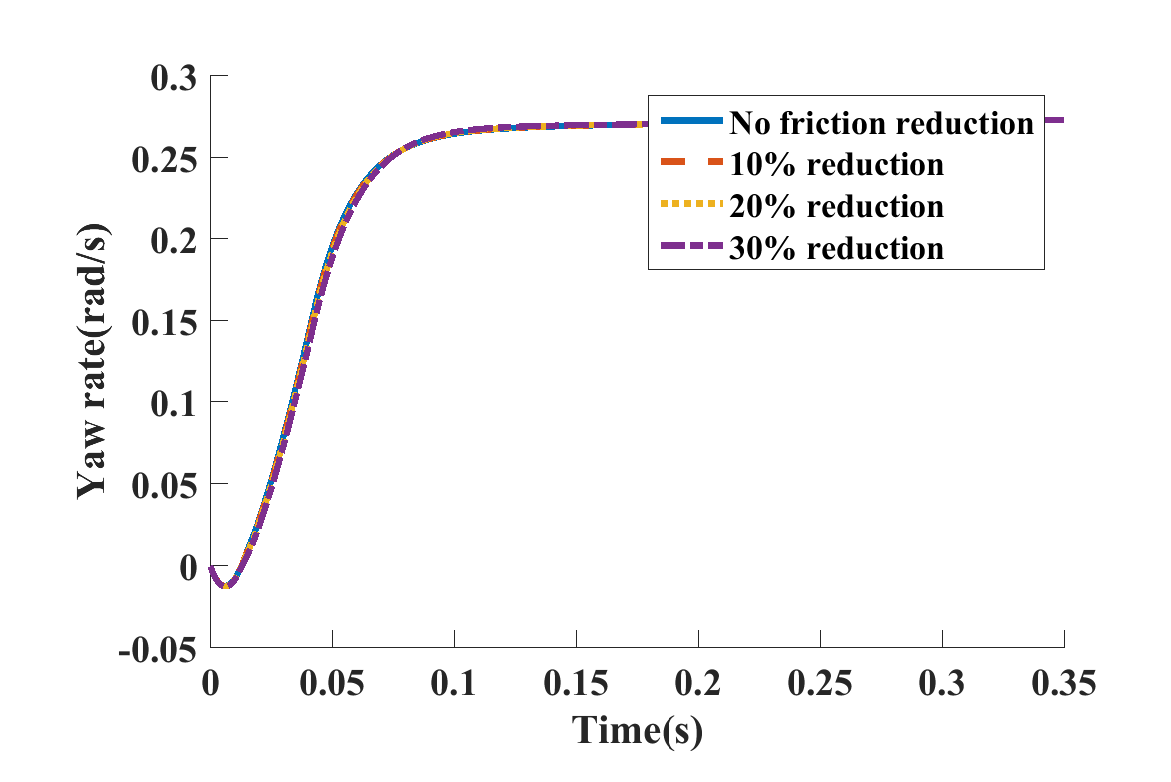 0.3
0.25
0.2
0.15
0.1
0.05
0
-0.05
Yaw rate(rad/s)
No friction reduction
10% reduction
20% reduction
30% reduction
0 0.05 0.1 0.15 0.2 0.25 0.3 0.35
Time(s)